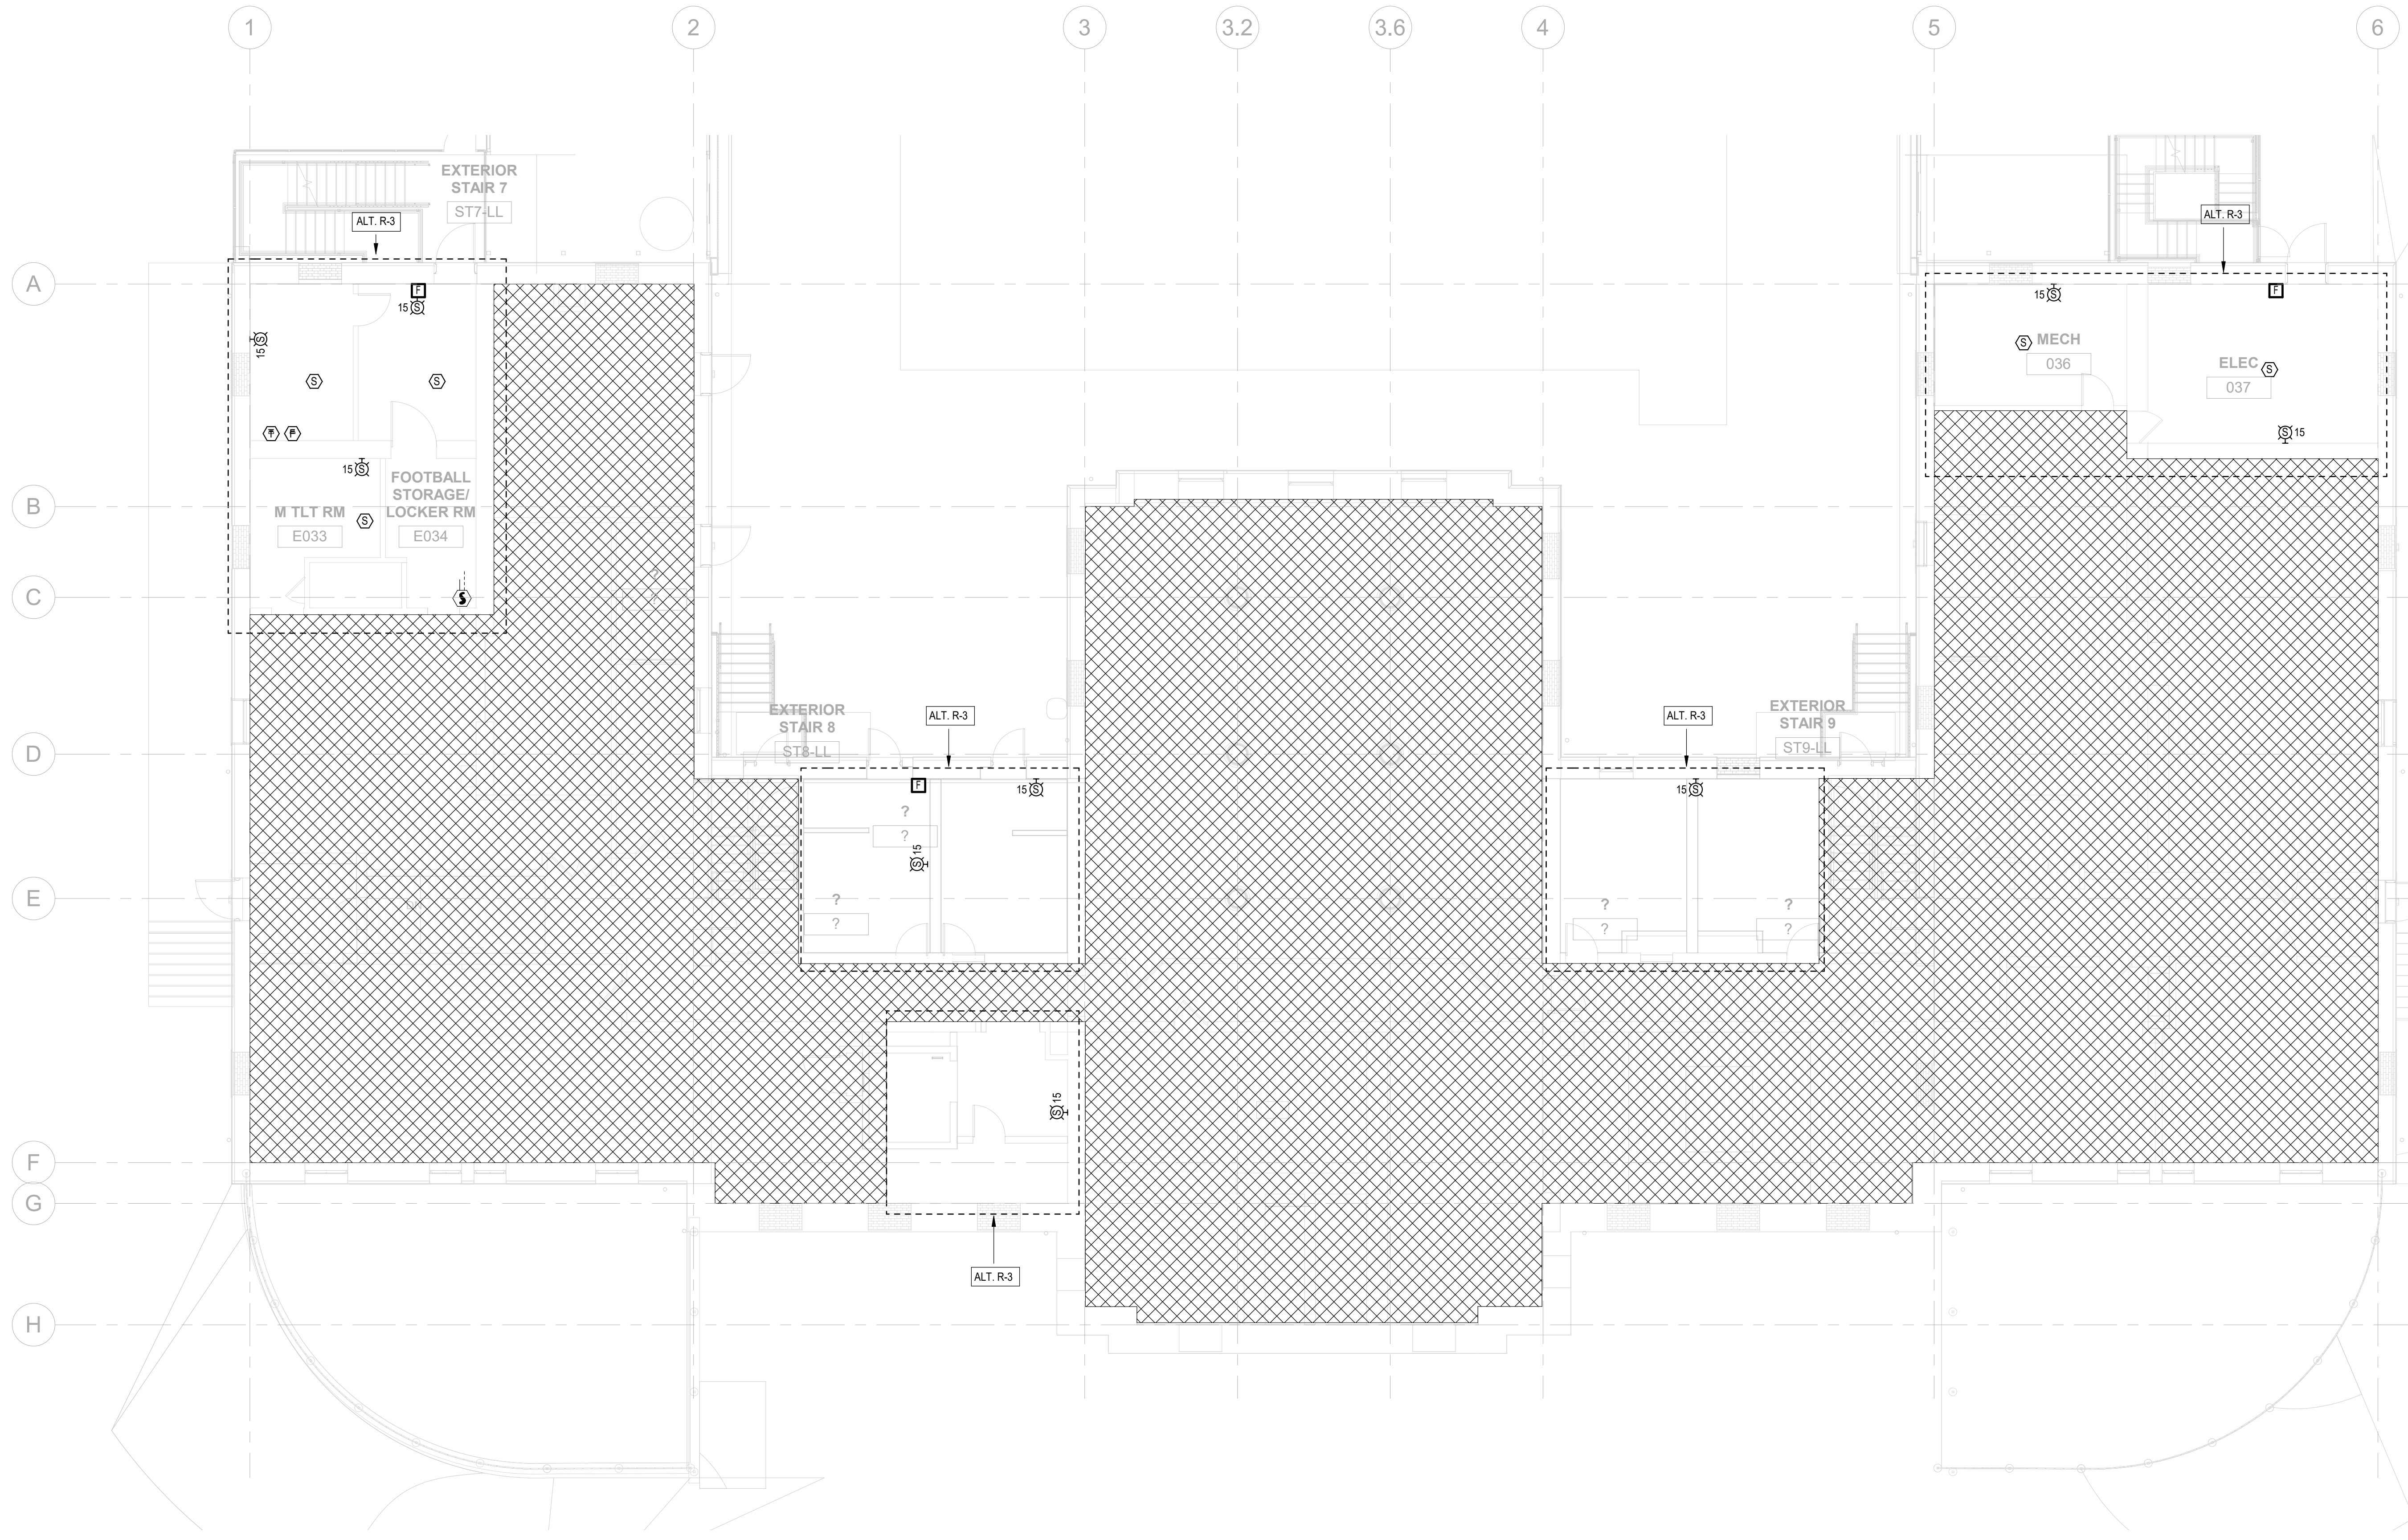 1
2
3
3.2
3.6
4
5
6
EXTERIOR
STAIR 7
ST7-LL
ALT. R-3
ALT. R-3
A
F
15 S
S 15
S
S
T F
15 S
FOOTBALL
STORAGE/
LOCKER RM
E034
M TLT RM
E033
S
S
15 S
F
S
MECH
036
ELEC
037
S
S 15
B
C
?
?
EXTERIOR
STAIR 8
ST8-LL
ALT. R-3
ALT. R-3
EXTERIOR
STAIR 9
ST9-LL
D
F
15 S
?
?
S 15
?
?
15 S
?
?
?
?
E
S 15
F
G
ALT. R-3
H